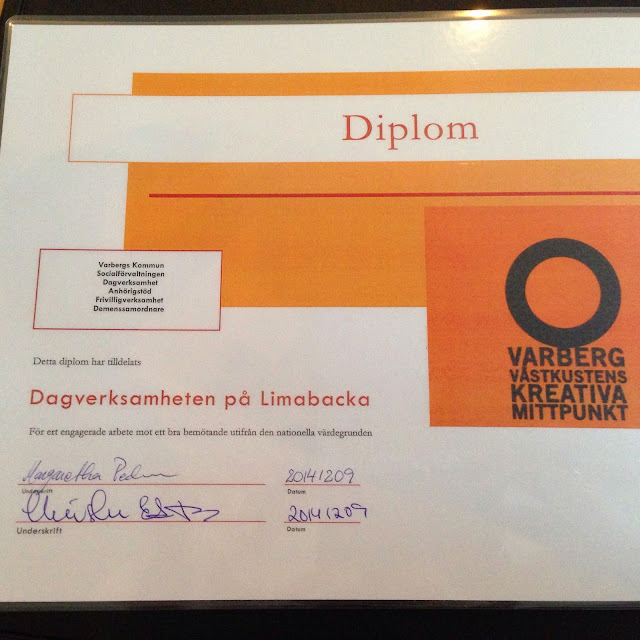 Diplom
Varbergs Kommun
Socialförvaltningen
Dagverksamhet
Anhörigstöd
Frivilligverksamhet
Demenssamordnare
VARBERG
VÄSTKUSTENS
KREATIVA
MITTPUNKT
Detta diplom har tilldelats
Dagverksamheten på Limabacka
För ert engagerade arbete mot ett bra bemötande utifrån den nationella värdegrunden
Margaretha 20141209
Underskrift Datum
20141209
Underskrift Datum